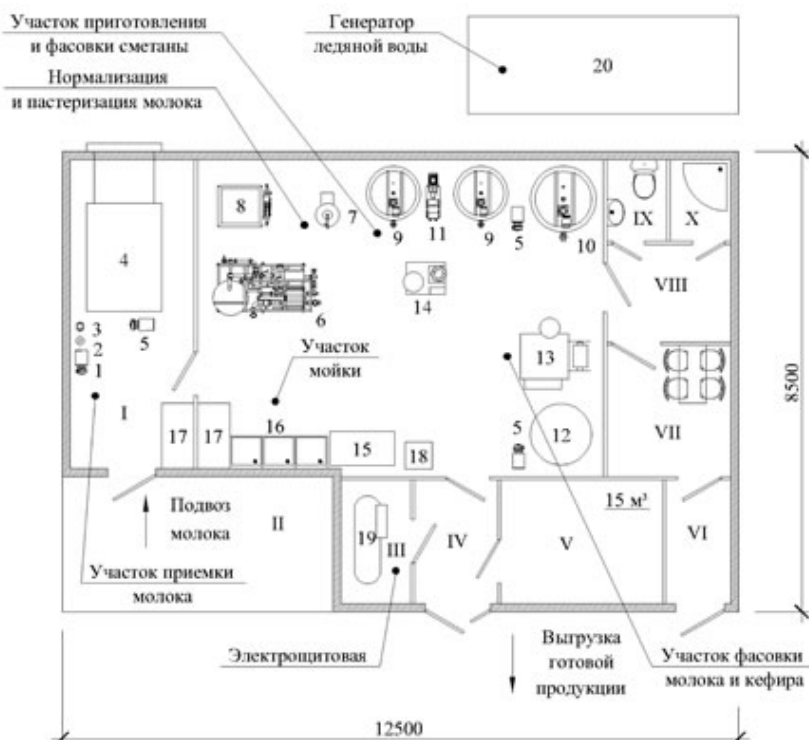 Участок приготовления
и фасовки сметаны
Генератор
ледяной воды
20
Нормализация
и пастеризация молока
8
7
9
11
9
5
10
IX
X
4
14
VIII
3
5
2
1
6
13
Участок
мойки
8500
I
17
17
16
15
18
5
12
VII
15 м³
Подвоз
молока
II
19
III
IV
V
VI
Участок приемки
молока
Электрощитовая
Выгрузка
готовой
продукции
Участок фасовки
молока и кефира
12500